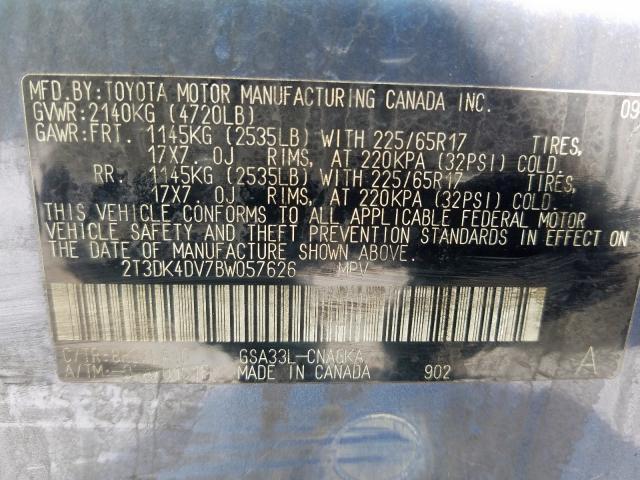 MFD.BY:TOYOTA MOTOR MANUFACTURING CANADA INC. 09
GVWR:2140KG (4720LB)
GAWR:FRT. 1145KG (2535LB) WITH 225/65R17 TIRES,
17X7.0J RIMS, AT 220KPA (32PSI) COLD.
RR. 1145KG (2535LB) WITH 225/65R17 TIRES,
17X7.0J RIMS, AT 220KPA (32PSI) COLD.
THIS VEHICLE CONFORMS TO ALL APPLICABLE FEDERAL MOTOR
VEHICLE SAFETY AND THEFT PREVENTION STANDARDS IN EFFECT ON
THE DATE OF MANUFACTURE SHOWN ABOVE.
2T3DK4DV7BW057626 MPV
C/TR: GSA33L-CNAGKA A
A/TM: MADE IN CANADA 902